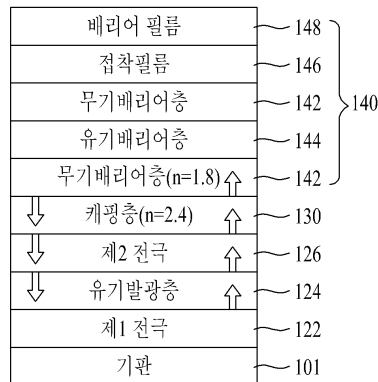 배리어 필름 148
접착필름 146
무기배리어층 142
유기배리어층 144
140
무기배리어층(n=1.8) 142
캐핑층(n=2.4) 130
제2 전극 126
유기발광층 124
제1 전극 122
기판 101